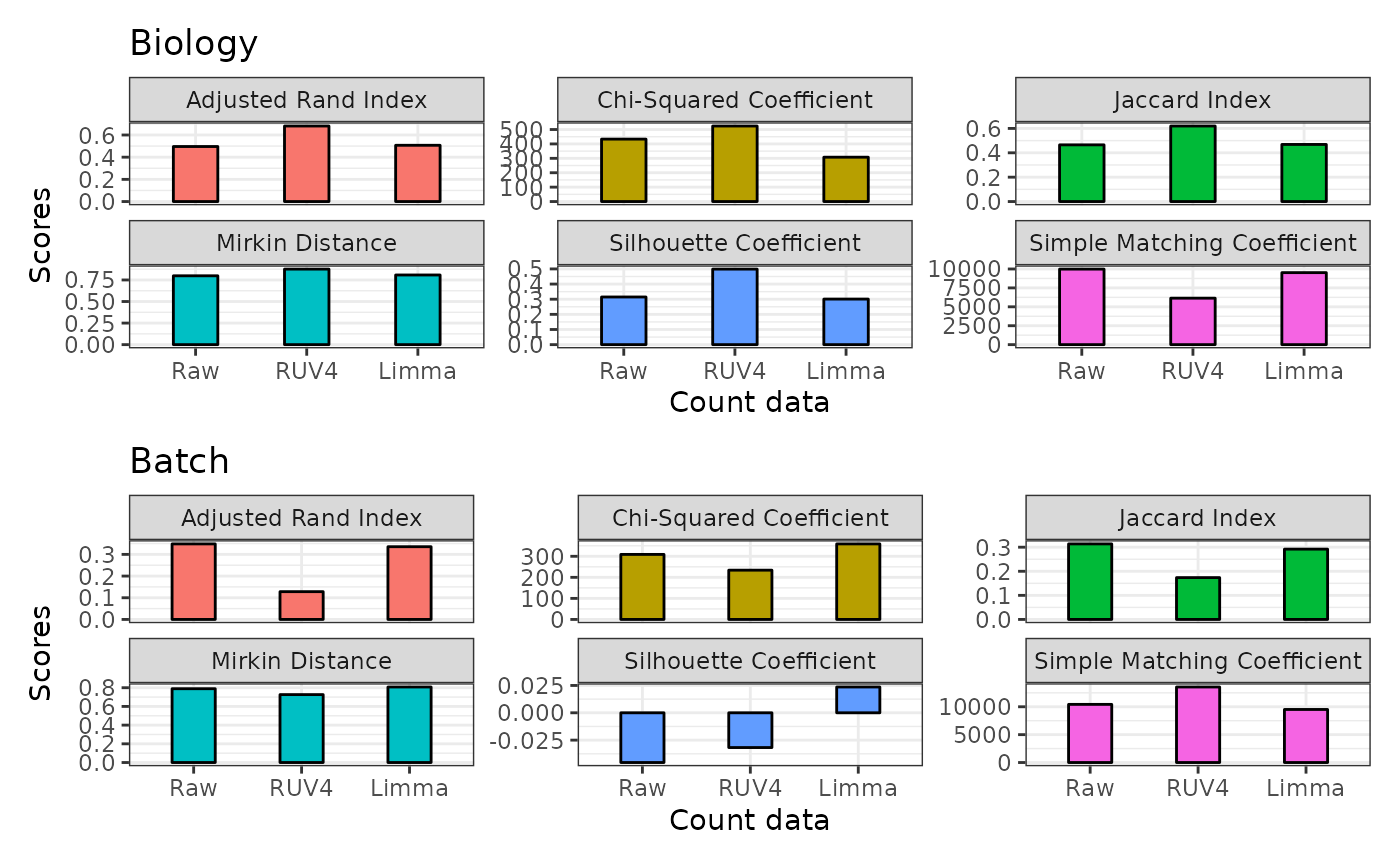 Biology
Adjusted Rand Index
Chi-Squared Coefficient
Jaccard Index
0.6
0.4
0.2
0.0
500
400
300
200
100
0
0.6
0.4
0.2
0.0
Scores
Mirkin Distance
Silhouette Coefficient
Simple Matching Coefficient
0.75
0.50
0.25
0.00
0.5
0.4
0.3
0.2
0.1
0.0
10000
7500
5000
2500
0
Raw RUV4 Limma
Raw RUV4 Limma
Raw RUV4 Limma
Count data
Batch
Adjusted Rand Index
Chi-Squared Coefficient
Jaccard Index
0.3
0.2
0.1
0.0
300
200
100
0
0.3
0.2
0.1
0.0
Scores
Mirkin Distance
Silhouette Coefficient
Simple Matching Coefficient
0.8
0.6
0.4
0.2
0.0
0.025
0.000
-0.025
10000
5000
0
Raw RUV4 Limma
Raw RUV4 Limma
Raw RUV4 Limma
Count data